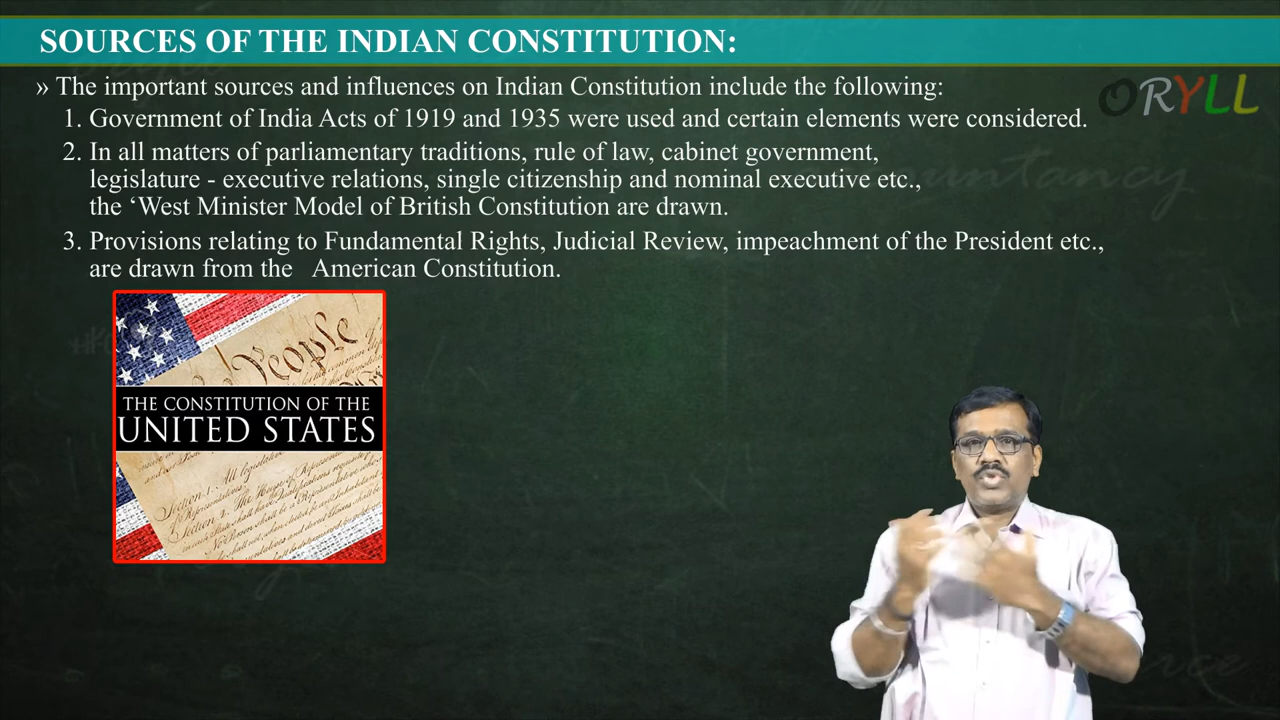 SOURCES OF THE INDIAN CONSTITUTION:
» The important sources and influences on Indian Constitution include the following:
ORYLL
1. Government of India Acts of 1919 and 1935 were used and certain elements were considered.
2. In all matters of parliamentary traditions, rule of law, cabinet government,
legislature - executive relations, single citizenship and nominal executive etc.,
the ‘West Minister Model of British Constitution are drawn.
3. Provisions relating to Fundamental Rights, Judicial Review, impeachment of the President etc.,
are drawn from the American Constitution.
People
THE CONSTITUTION OF THE
UNITED STATES